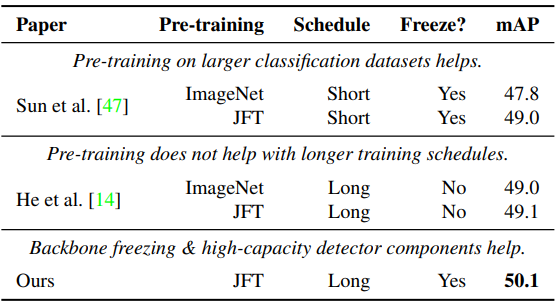 Paper Pre-training Schedule Freeze? mAP
Pre-training on larger classification datasets helps.
Sun et al. [47]
ImageNet Short Yes 47.8
JFT Short Yes 49.0
Pre-training does not help with longer training schedules.
He et al. [14]
ImageNet Long No 49.0
JFT Long No 49.1
Backbone freezing & high-capacity detector components help.
Ours JFT Long Yes 50.1